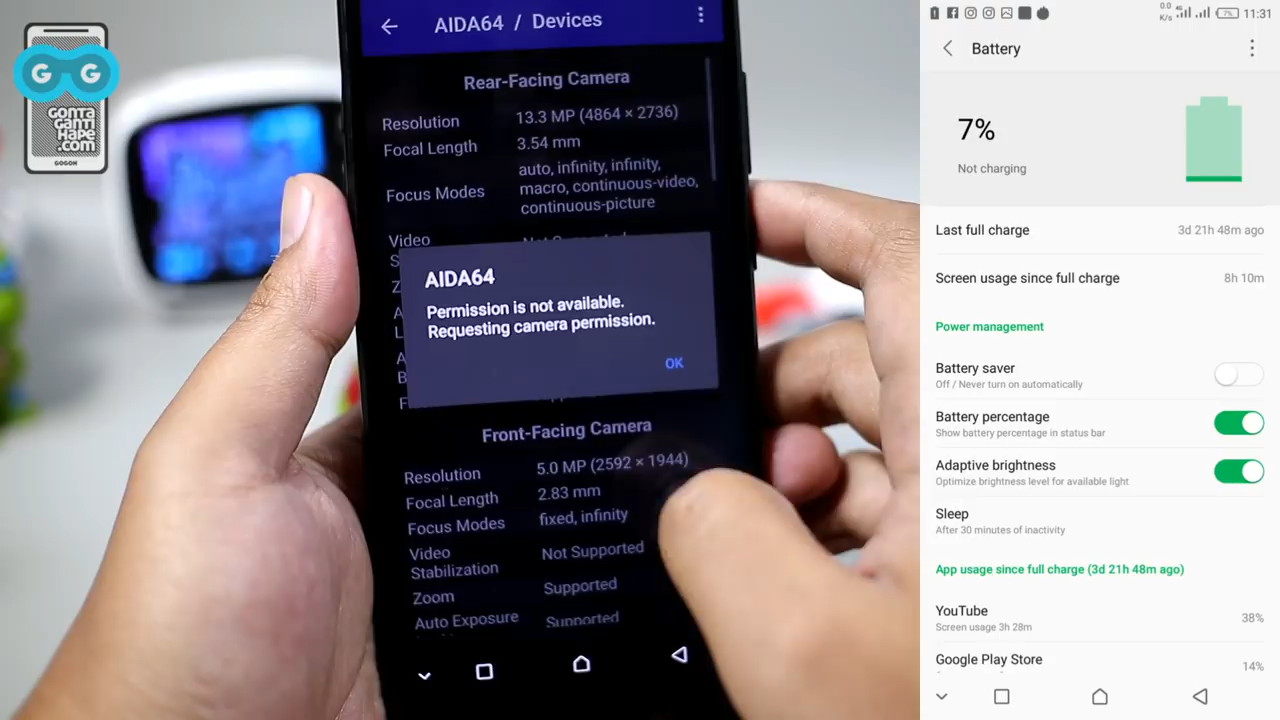 G G
GONTA
GANTI
HAPE
.com
GOGOH
AIDA64 / Devices
Rear-Facing Camera
Resolution 13.3 MP (4864 × 2736)
Focal Length 3.54 mm
Focus Modes auto, infinity, infinity,
macro, continuous-video,
continuous-picture
Video
AIDA64
Permission is not available.
Requesting camera permission.
OK
Front-Facing Camera
Resolution 5.0 MP (2592 × 1944)
Focal Length 2.83 mm
Focus Modes fixed, infinity
Video
Stabilization Not Supported
Zoom Supported
Auto Exposure Supported
0.0
K/s 4G 7% 11:31
Battery
7%
Not charging
Last full charge 3d 21h 48m ago
Screen usage since full charge 8h 10m
Power management
Battery saver
Off / Never turn on automatically
Battery percentage
Show battery percentage in status bar
Adaptive brightness
Optimize brightness level for available light
Sleep
After 30 minutes of inactivity
App usage since full charge (3d 21h 48m ago)
YouTube 38%
Screen usage 3h 28m
Google Play Store 14%